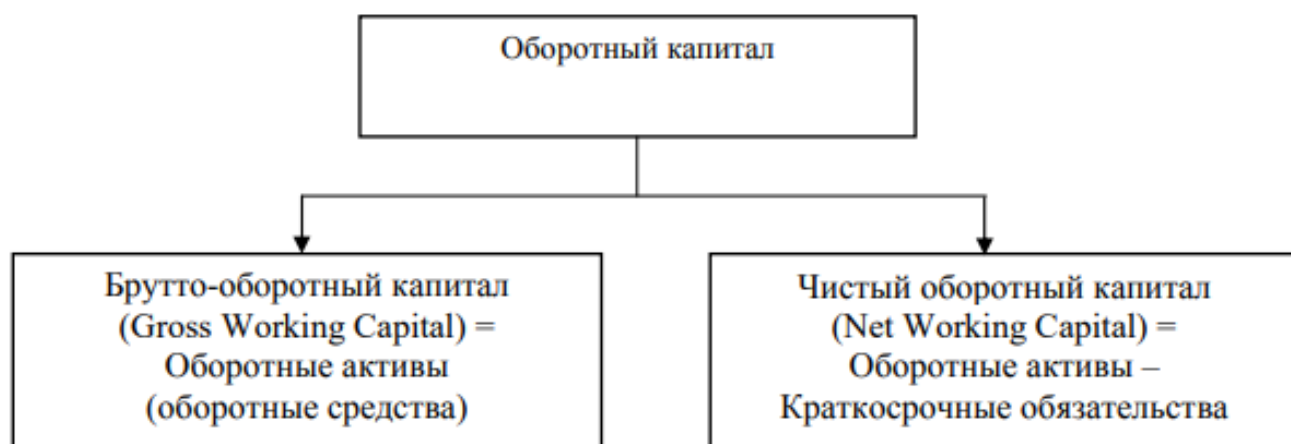 Оборотный капитал
Брутто-оборотный капитал
(Gross Working Capital) =
Оборотные активы
(оборотные средства)
Чистый оборотный капитал
(Net Working Capital) =
Оборотные активы –
Краткосрочные обязательства